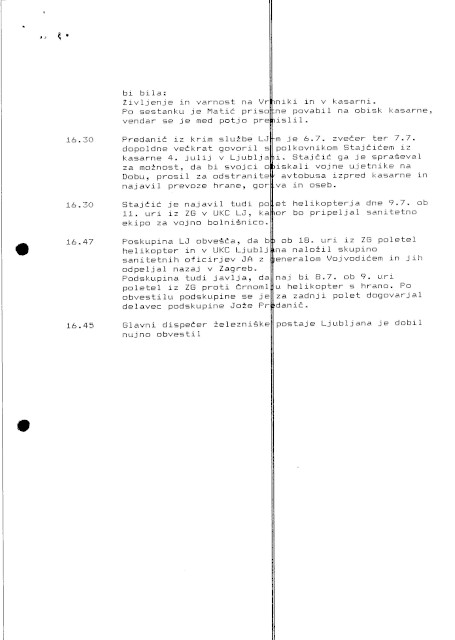 bi bila:
Življenje in varnost na Vrhniki in v kasarni.
Po sestanku je Matić prisotne povabil na obisk kasarne,
vendar se je med potjo premislil.
16.30 Predanič iz krim službe LJ-m je 6.7. zvečer ter 7.7.
dopoldne večkrat govoril s polkovnikom Stajčićem iz
kasarne 4. julij v Ljubljani. Stajčić ga je spraševal
za možnost, da bi svojci obiskali vojne ujetnike na
Dobu, prosil za odstranitev avtobusa izpred kasarne in
najavil prevoze hrane, goriva in oseb.
16.30 Stajčić je najavil tudi polet helikopterja dne 9.7. ob
11. uri iz ZG v UKC LJ, kamor bo pripeljal sanitetno
ekipo za vojno bolnišnico.
16.47 Poskupina LJ obvešča, da bo ob 18. uri iz ZG poletel
helikopter in v UKC Ljubljana naložil skupino
sanitetnih oficirjev JA z generalom Vojvodićem in jih
odpeljal nazaj v Zagreb.
Podskupina tudi javlja, da naj bi 8.7. ob 9. uri
poletel iz ZG proti Črnomlju helikopter s hrano. Po
obvestilu podskupine se je za zadnji polet dogovarjal
delavec podskupine Jože Predanič.
16.45 Glavni dispečer železniške postaje Ljubljana je dobil
nujno obvestil